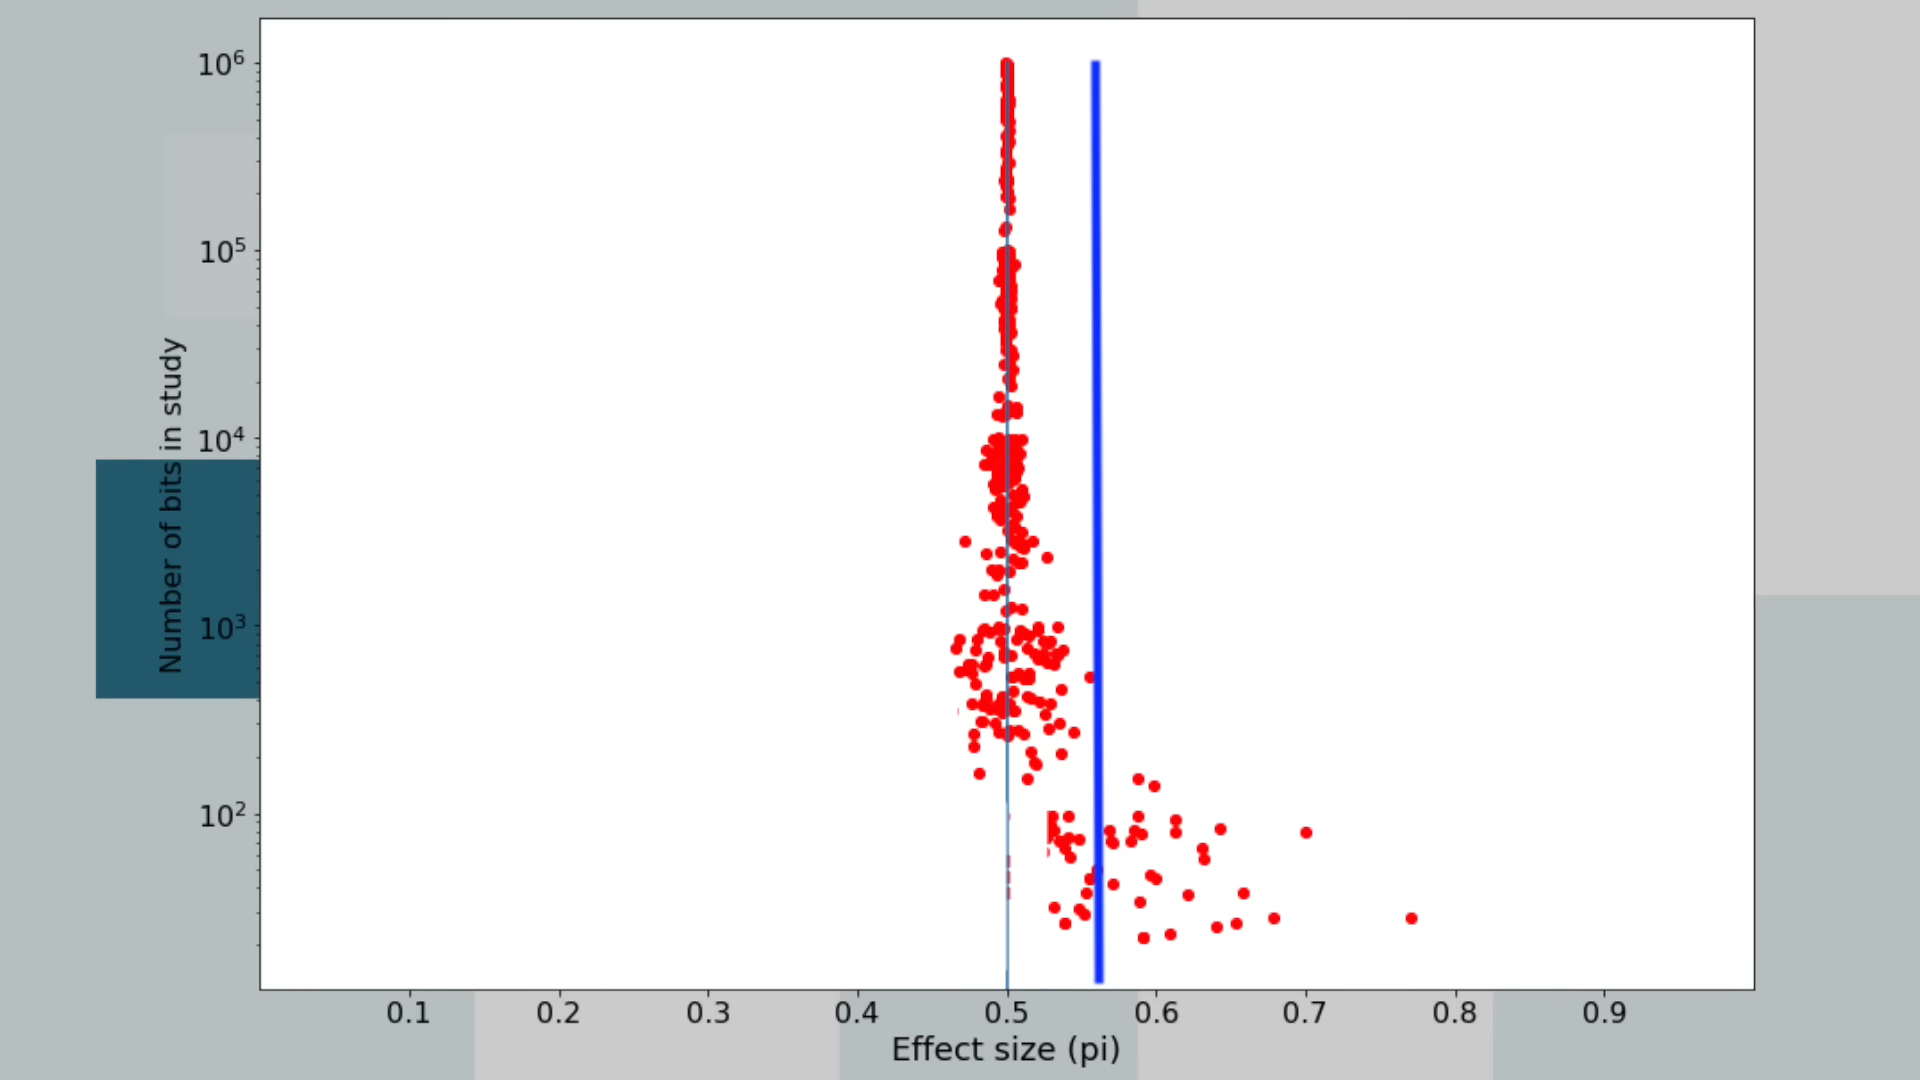 10⁶
10⁵
10⁴
10³
10²
Number of bits in study
0.1 0.2 0.3 0.4 0.5 0.6 0.7 0.8 0.9
Effect size (pi)